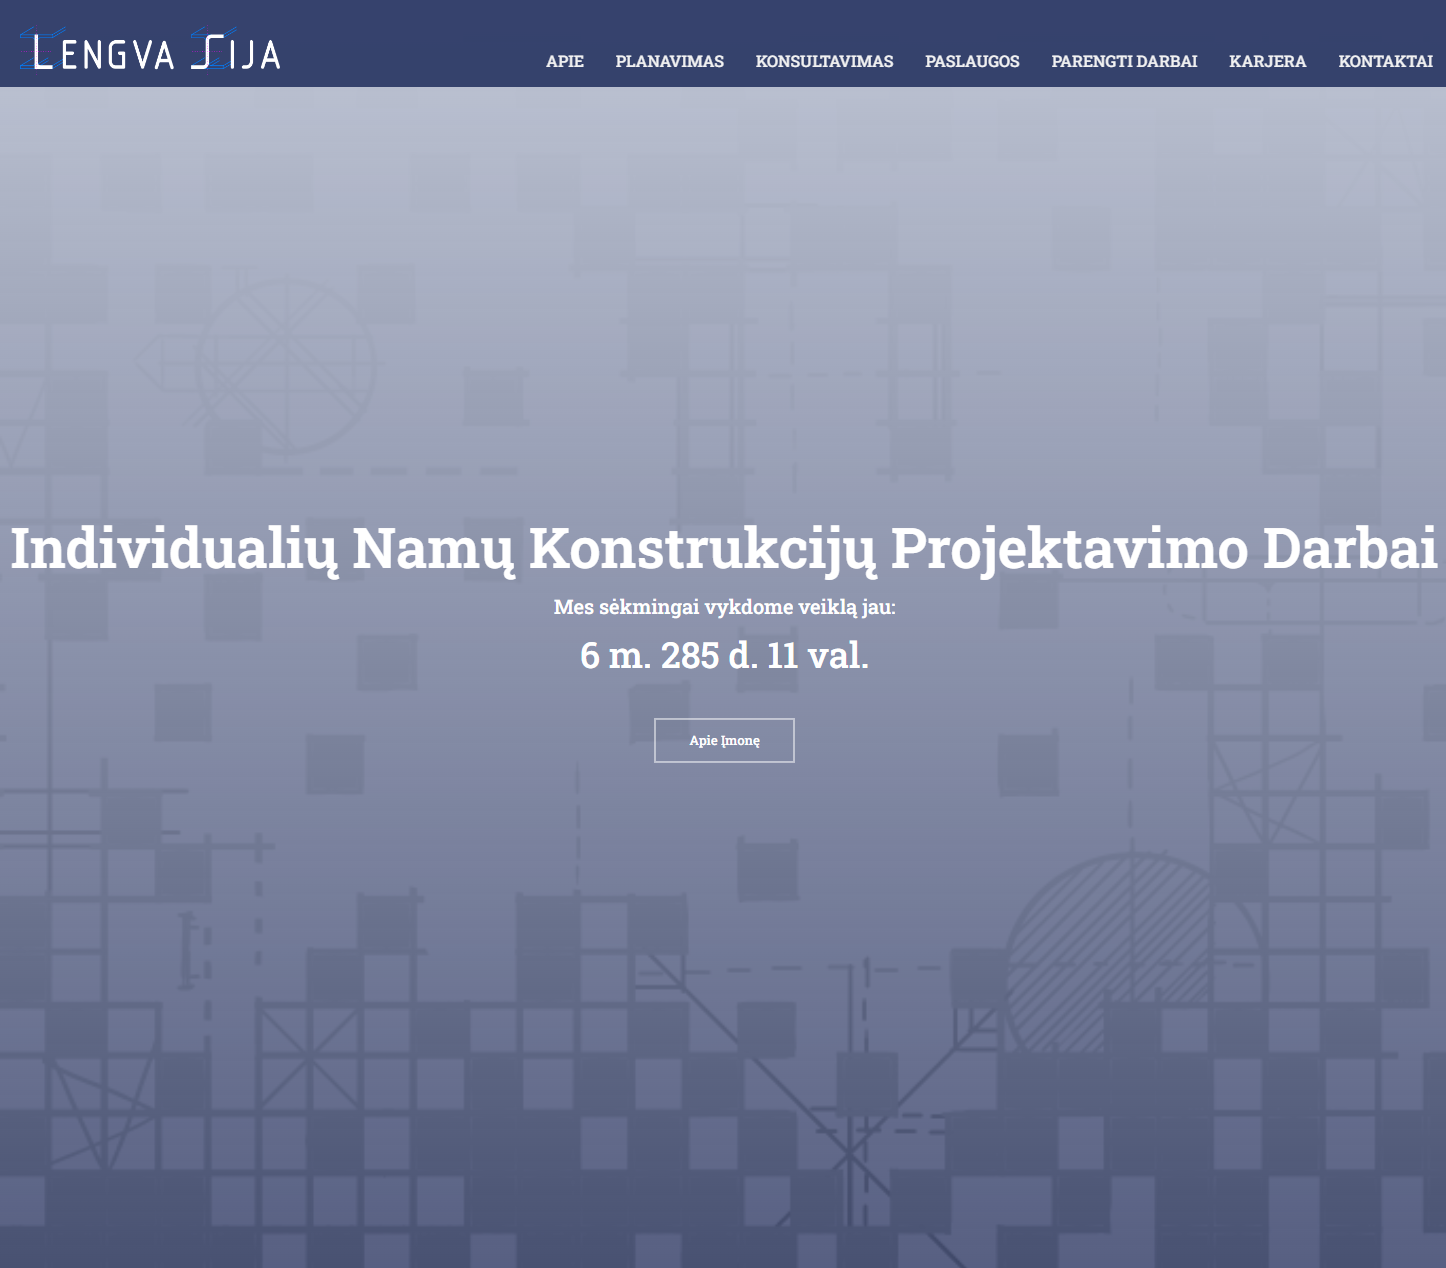 LENGVA SIJA
APIE PLANAVIMAS KONSULTAVIMAS PASLAUGOS PARENGTI DARBAI KARJERA KONTAKTAI
Individualių Namų Konstrukcijų Projektavimo Darbai
Mes sėkmingai vykdome veiklą jau:
6 m. 285 d. 11 val.
Apie Įmonę